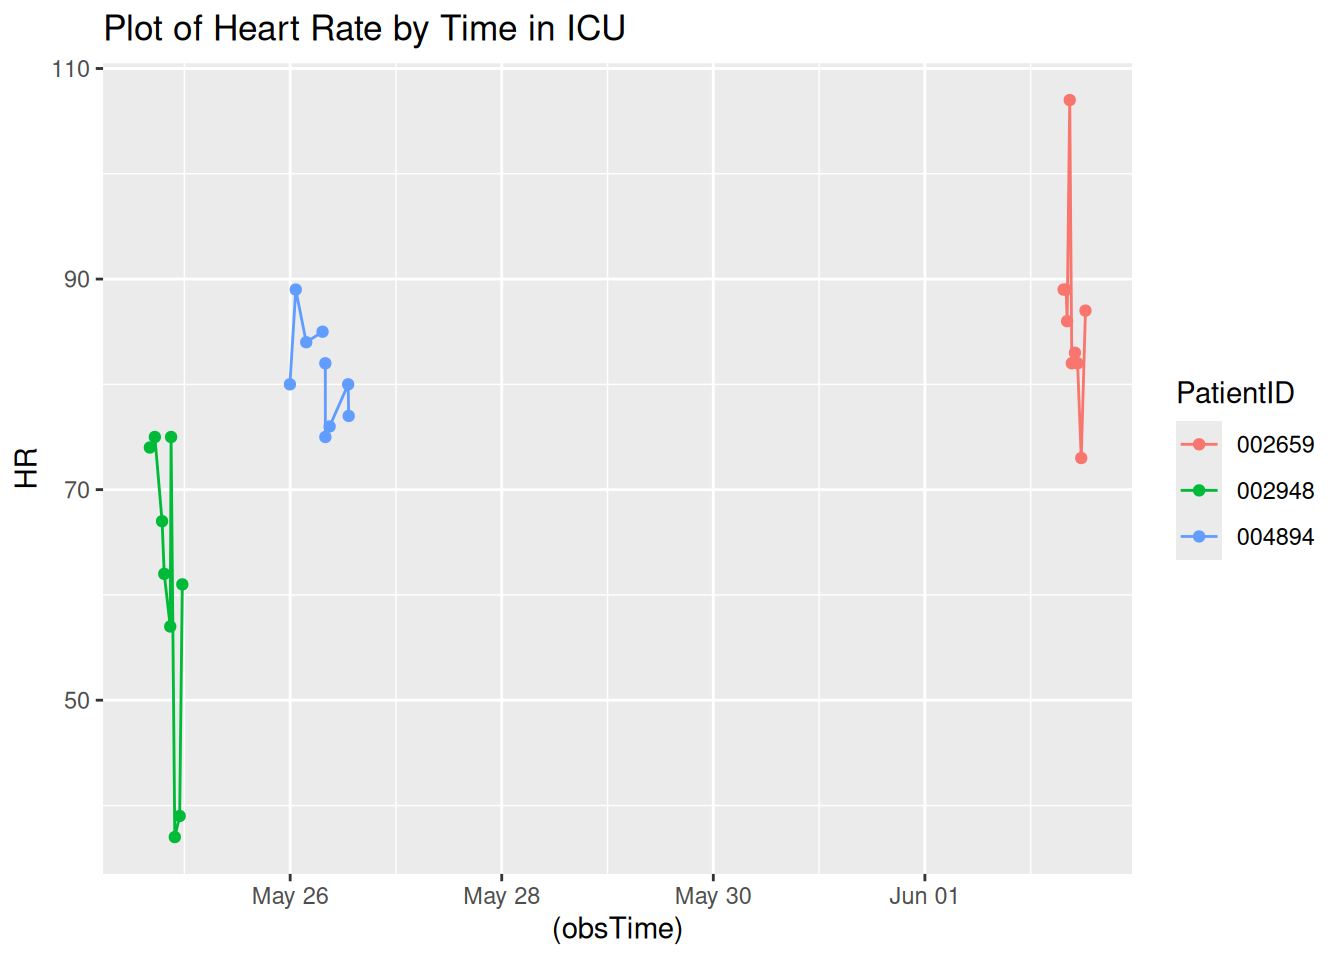 Plot of Heart Rate by Time in ICU
110
90
70
50
HR
May 26
May 28
May 30
Jun 01
(obsTime)
PatientID
002659
002948
004894